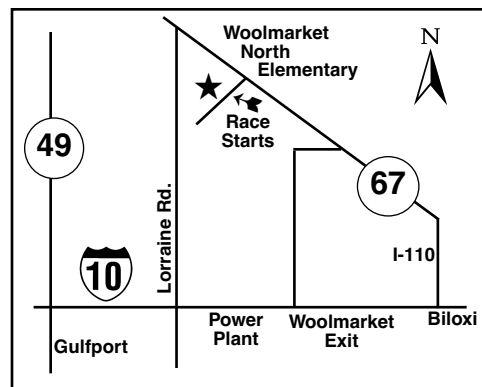 Woolmarket
North
Elementary
N
Race
Starts
49
67
Lorraine Rd.
I-110
10
Power
Plant
Woolmarket
Exit
Biloxi
Gulfport